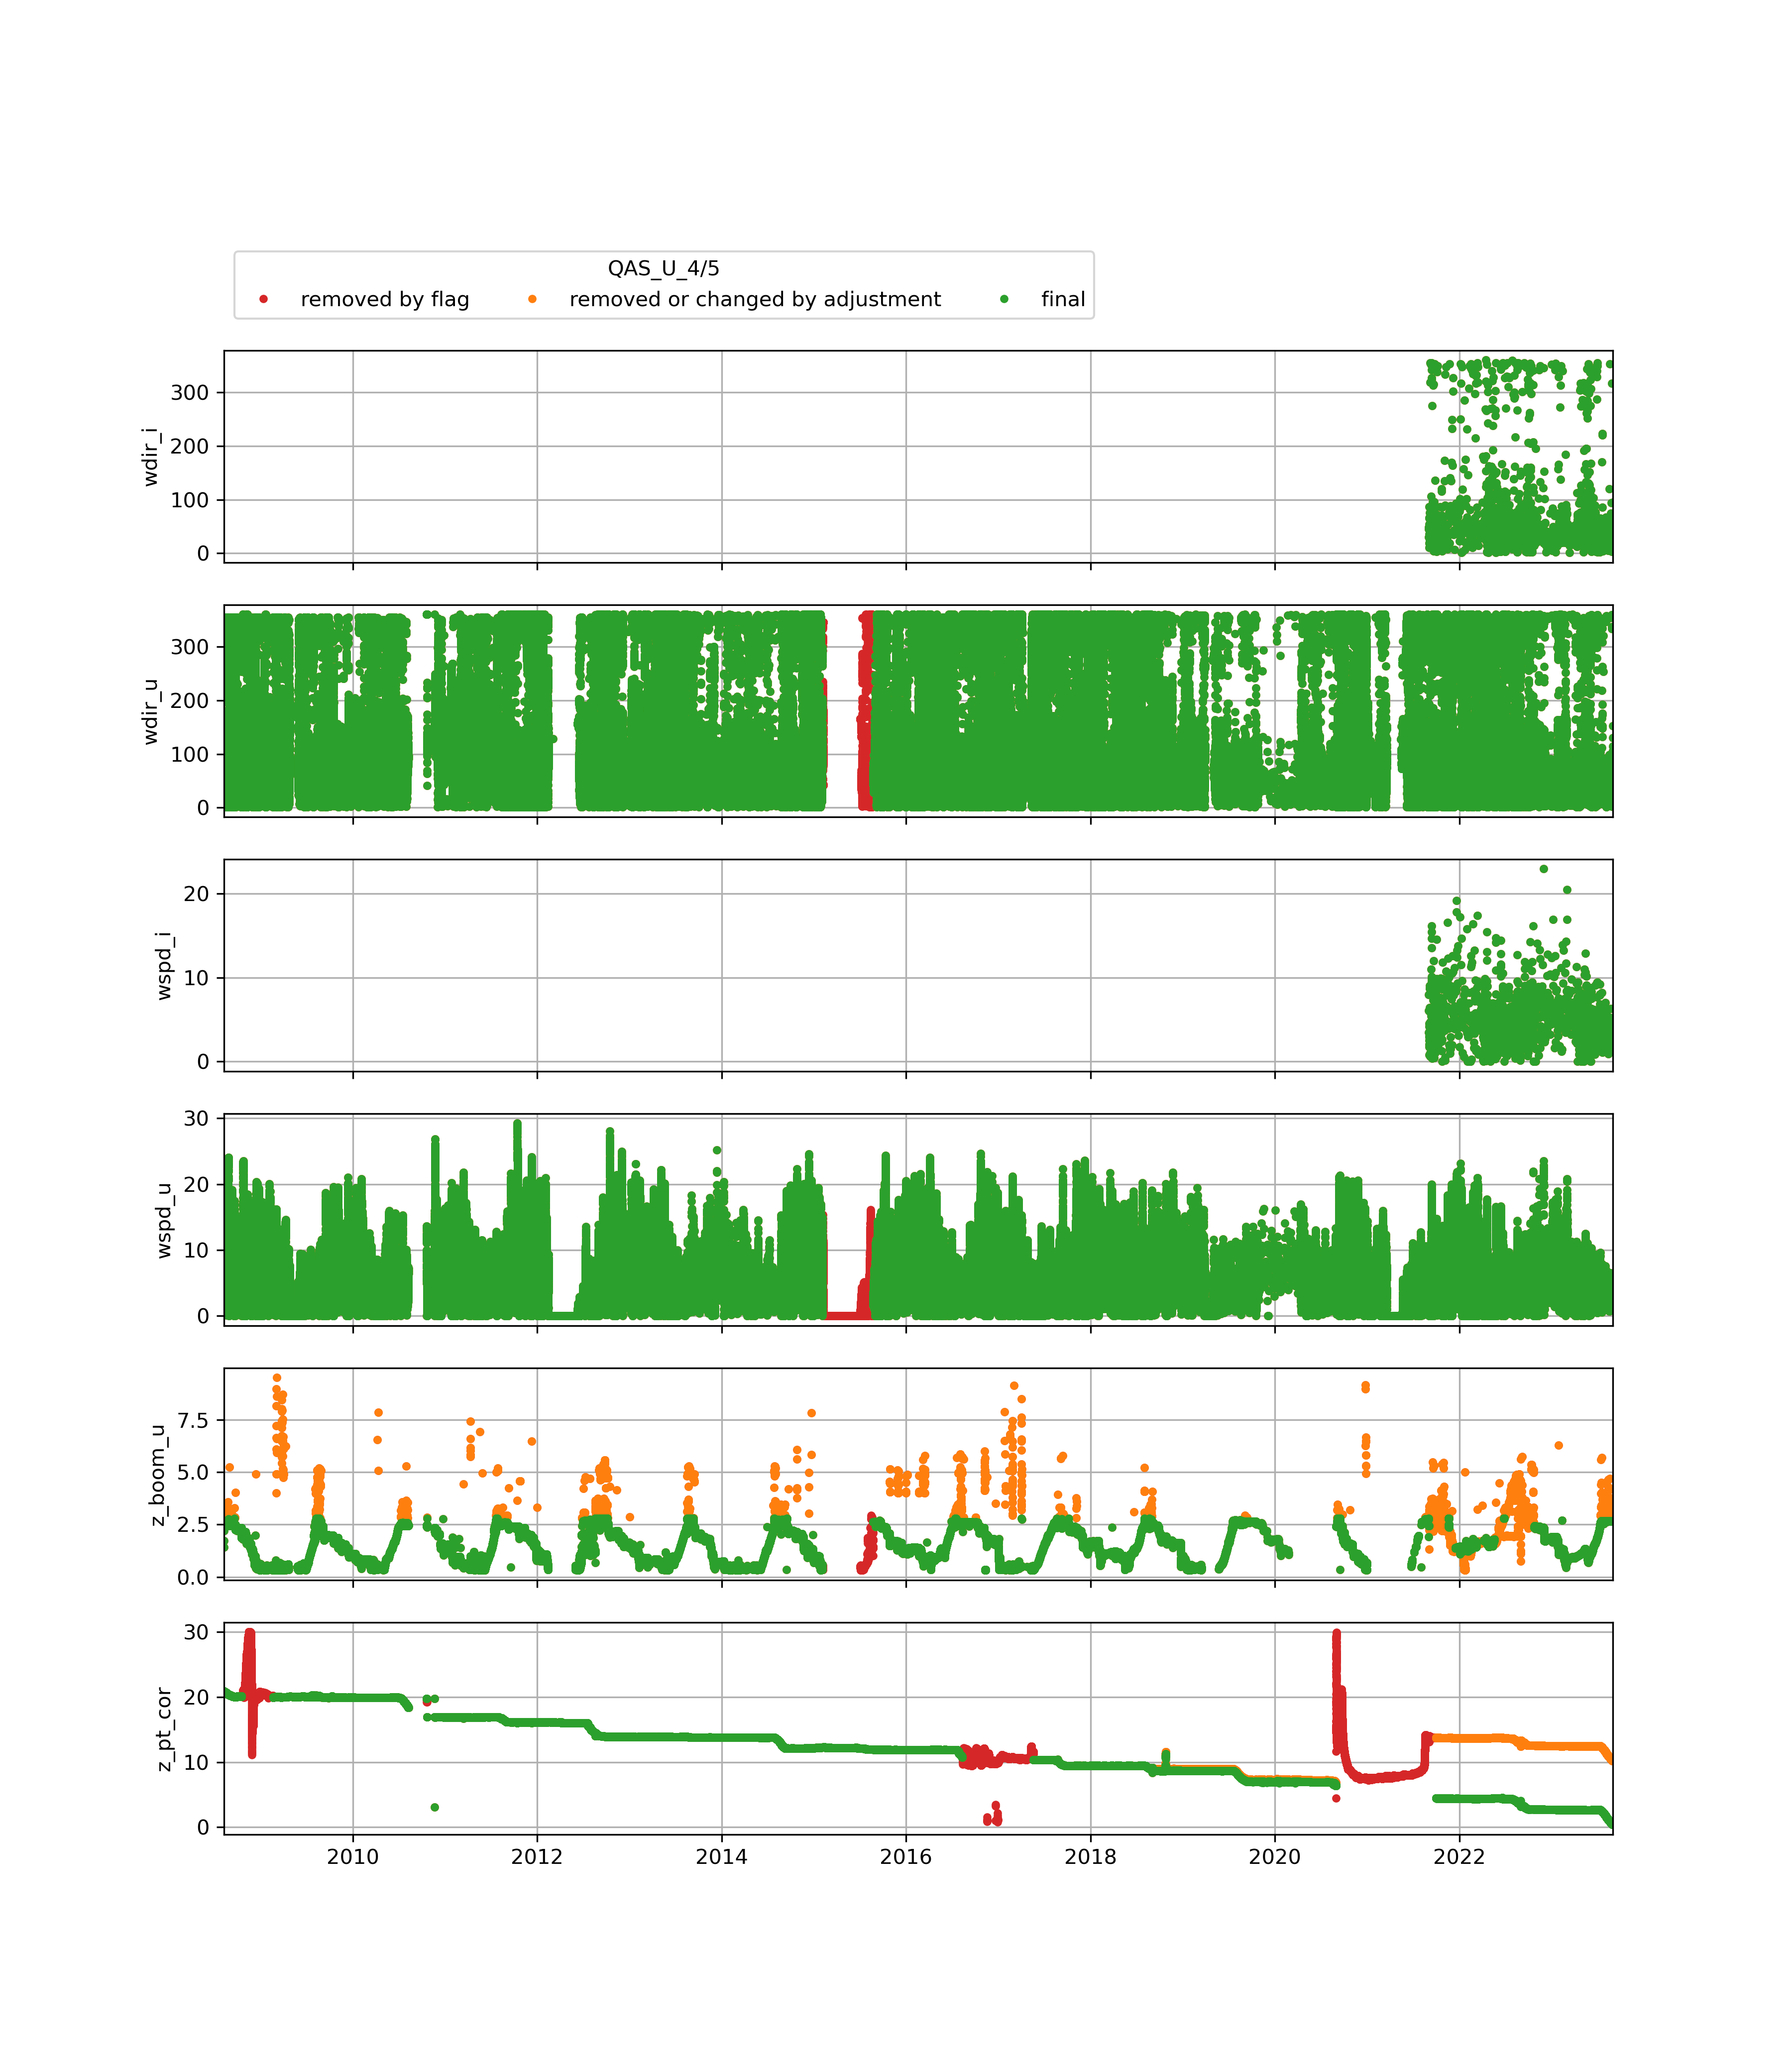 QAS_U_4/5
removed by flag removed or changed by adjustment final
300
200
100
0
wdir_i
300
200
100
0
wdir_u
20
10
0
wspd_i
30
20
10
0
wspd_u
7.5
5.0
2.5
0.0
z_boom_u
30
20
10
0
z_pt_cor
2010 2012 2014 2016 2018 2020 2022